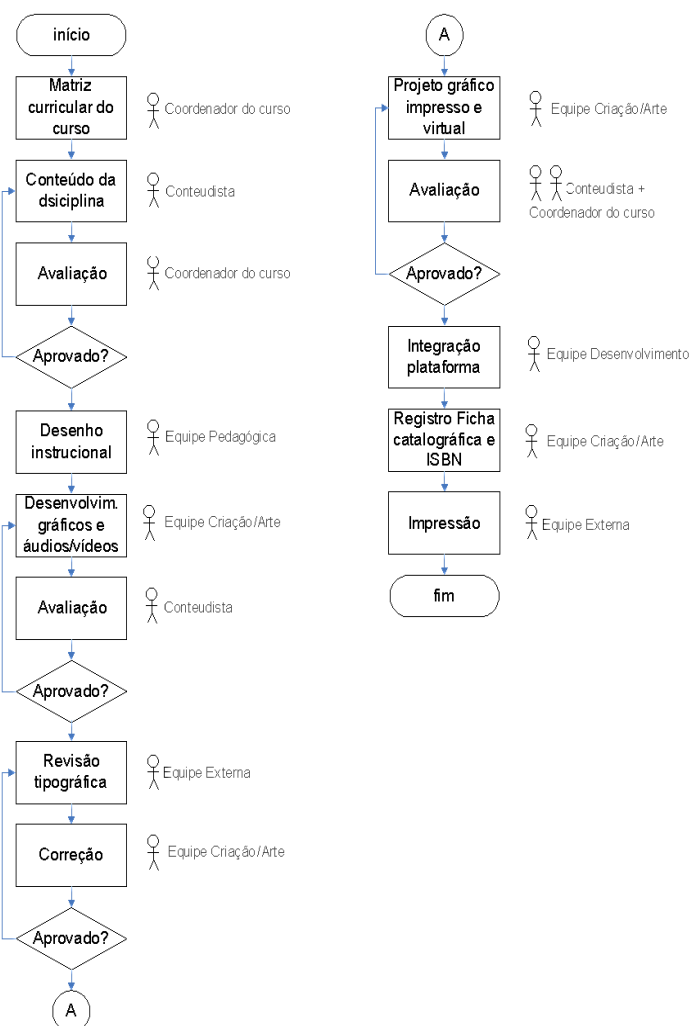 início
Matriz
curricular do
curso
Coordenador do curso
Conteúdo da
dsiciplina
Conteudista
Avaliação
Coordenador do curso
Aprovado?
Desenho
instrucional
Equipe Pedagógica
Desenvolvim.
gráficos e
áudios/vídeos
Equipe Criação/Arte
Avaliação
Conteudista
Aprovado?
Revisão
tipográfica
Equipe Externa
Correção
Equipe Criação/Arte
Aprovado?
A
A
Projeto gráfico
impresso e
virtual
Equipe Criação/Arte
Avaliação
Conteudista +
Coordenador do curso
Aprovado?
Integração
plataforma
Equipe Desenvolvimento
Registro Ficha
catalográfica e
ISBN
Equipe Criação/Arte
Impressão
Equipe Externa
fim